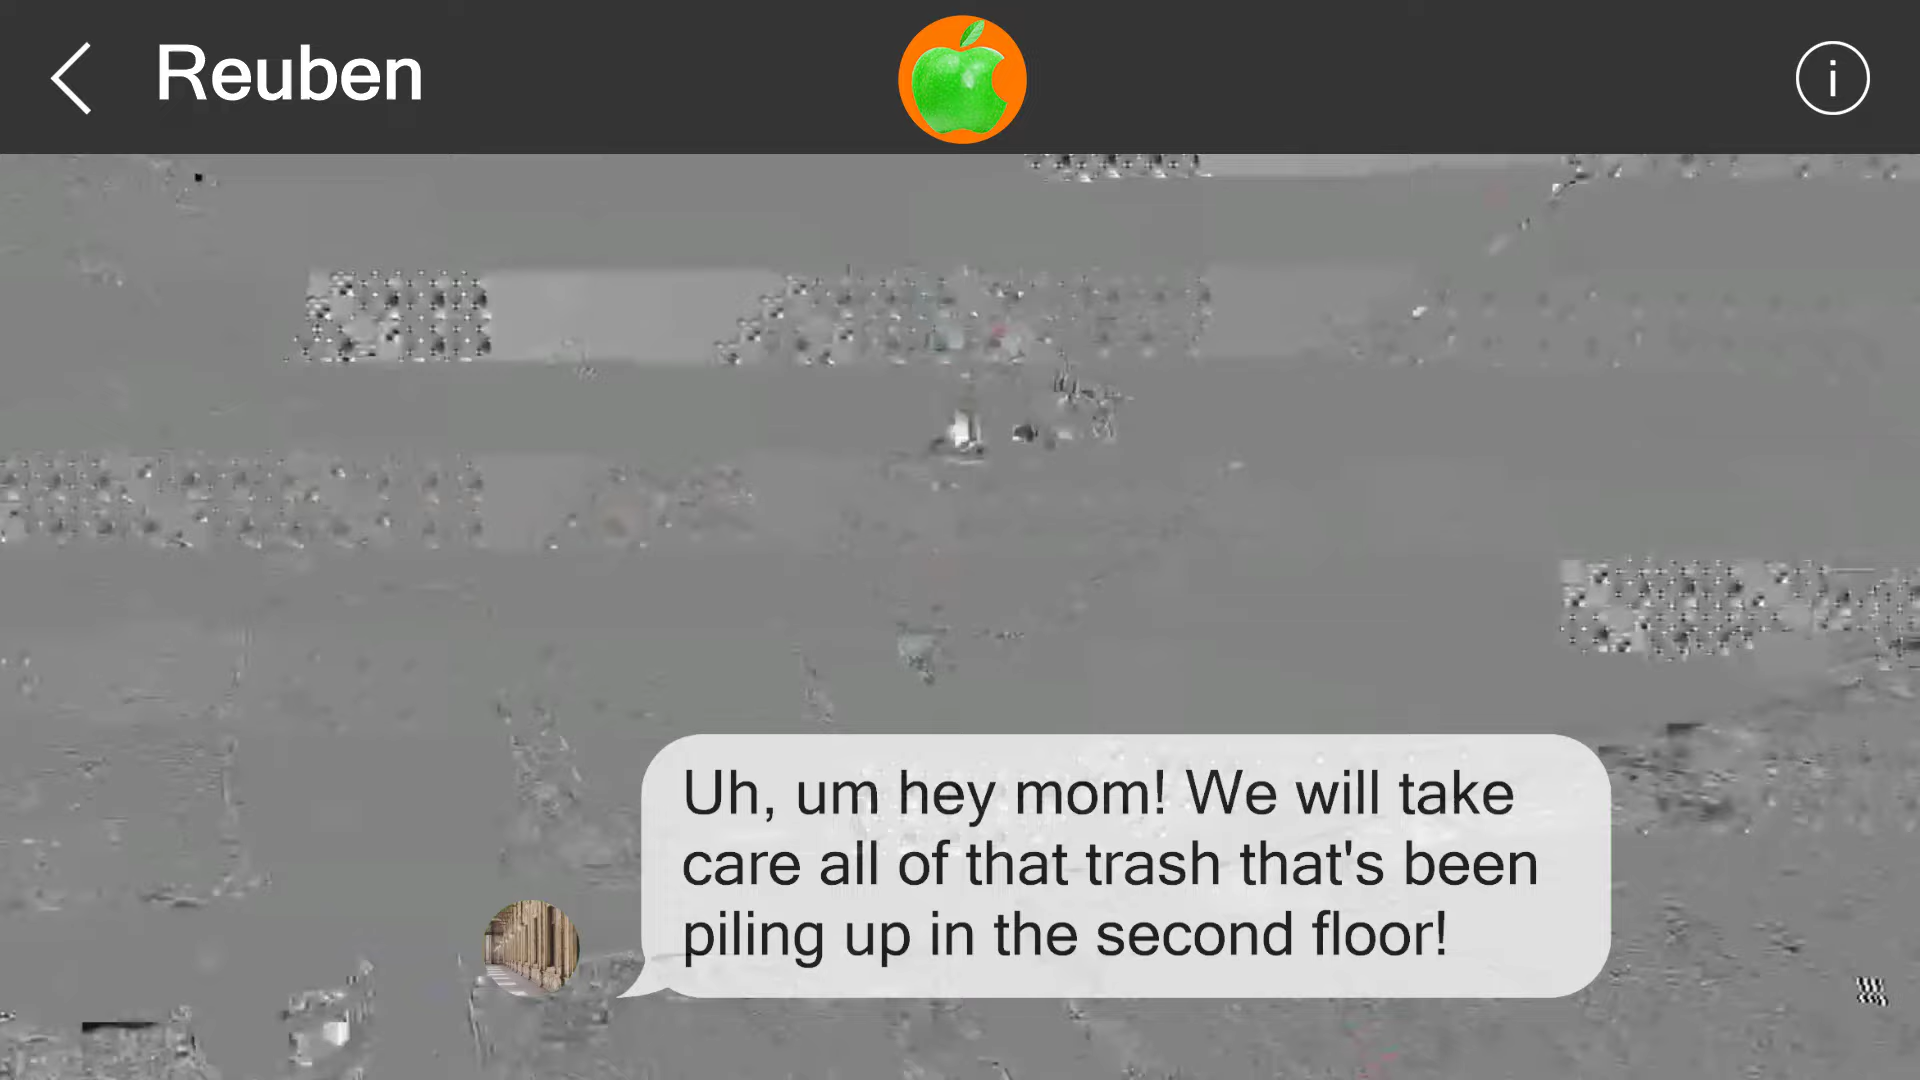 Reuben
i
Uh, um hey mom! We will take
care all of that trash that's been
piling up in the second floor!